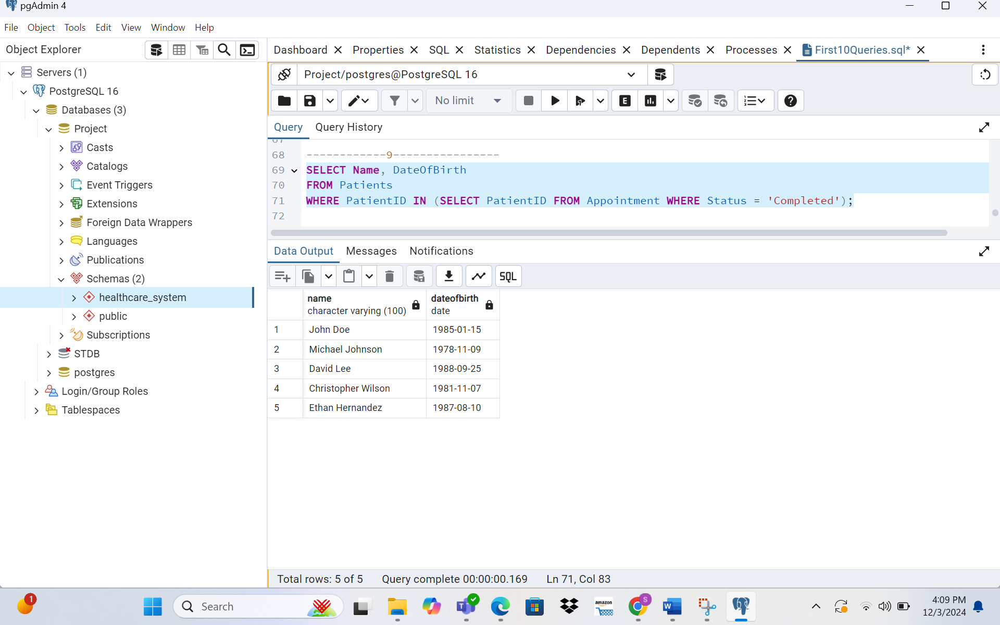 pgAdmin 4
File Object Tools Edit View Window Help
Object Explorer
Dashboard Properties SQL Statistics Dependencies Dependents Processes First10Queries.sql*
Servers (1)
PostgreSQL 16
Databases (3)
Project
Casts
Catalogs
Event Triggers
Extensions
Foreign Data Wrappers
Languages
Publications
Schemas (2)
healthcare_system
public
Subscriptions
STDB
postgres
Login/Group Roles
Tablespaces
Project/postgres@PostgreSQL 16
No limit
E
Query Query History
67
68 ------------9----------------
69 SELECT Name, DateOfBirth
70 FROM Patients
71 WHERE PatientID IN (SELECT PatientID FROM Appointment WHERE Status = 'Completed');
72
Data Output Messages Notifications
SQL
name dateofbirth
character varying (100) date
1 John Doe 1985-01-15
2 Michael Johnson 1978-11-09
3 David Lee 1988-09-25
4 Christopher Wilson 1981-11-07
5 Ethan Hernandez 1987-08-10
Total rows: 5 of 5 Query complete 00:00:00.169 Ln 71, Col 83
1
Search
amazon
S
4:09 PM
12/3/2024